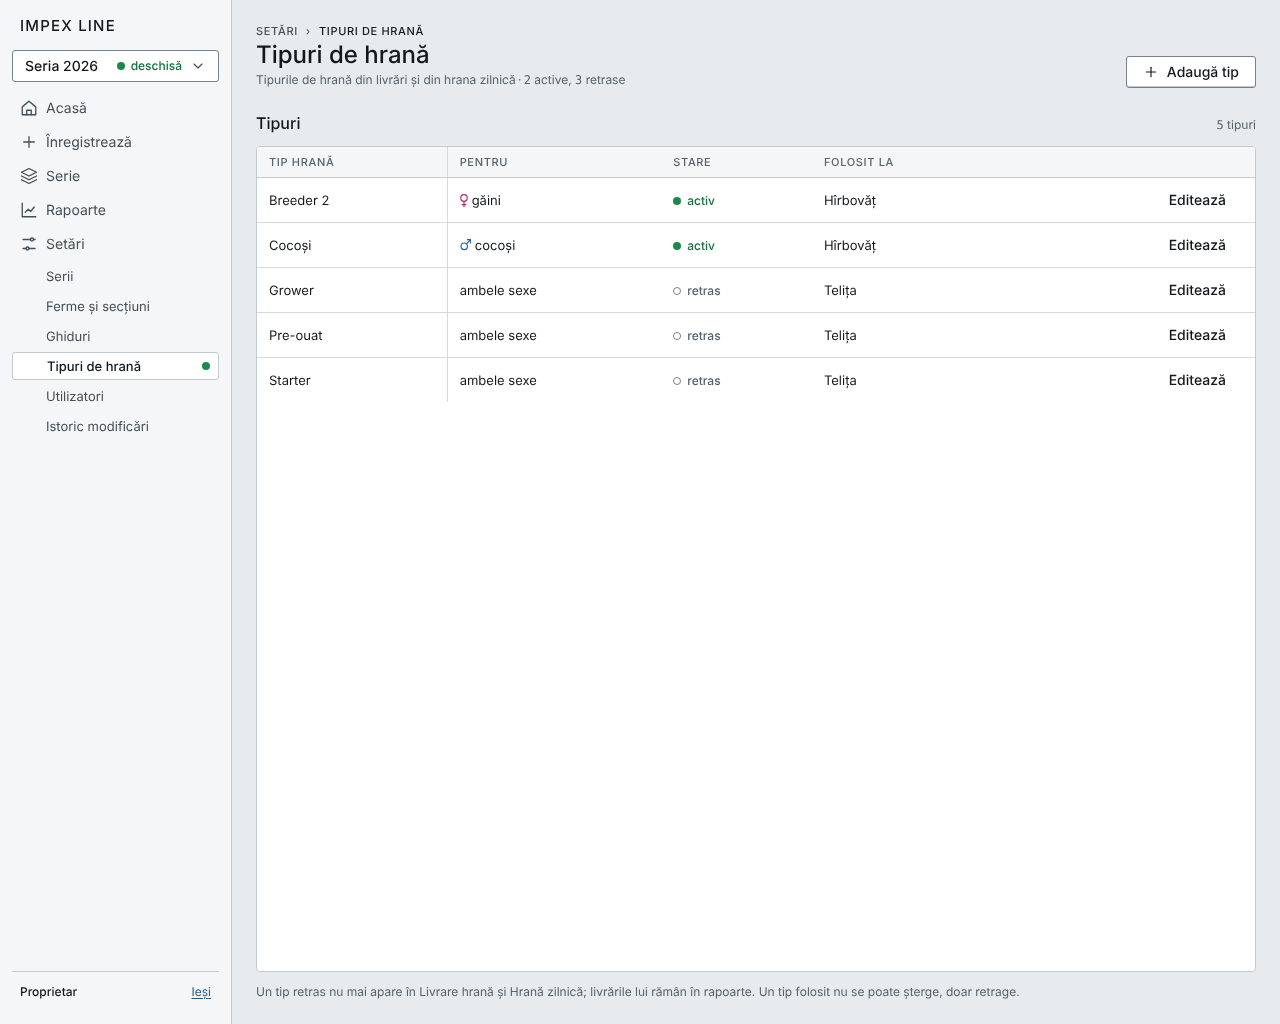 IMPEX LINE
Seria 2026 deschisă
Acasă
Înregistrează
Serie
Rapoarte
Setări
Serii
Ferme și secțiuni
Ghiduri
Tipuri de hrană
Utilizatori
Istoric modificări
Proprietar Ieși
SETĂRI › TIPURI DE HRANĂ
Tipuri de hrană
Tipurile de hrană din livrări și din hrana zilnică · 2 active, 3 retrase
Adaugă tip
Tipuri 5 tipuri
TIP HRANĂ PENTRU STARE FOLOSIT LA
Breeder 2 ♀ găini activ Hîrbovăț Editează
Cocoși ♂ cocoși activ Hîrbovăț Editează
Grower ambele sexe retras Telița Editează
Pre-ouat ambele sexe retras Telița Editează
Starter ambele sexe retras Telița Editează
Un tip retras nu mai apare în Livrare hrană și Hrană zilnică; livrările lui rămân în rapoarte. Un tip folosit nu se poate șterge, doar retrage.